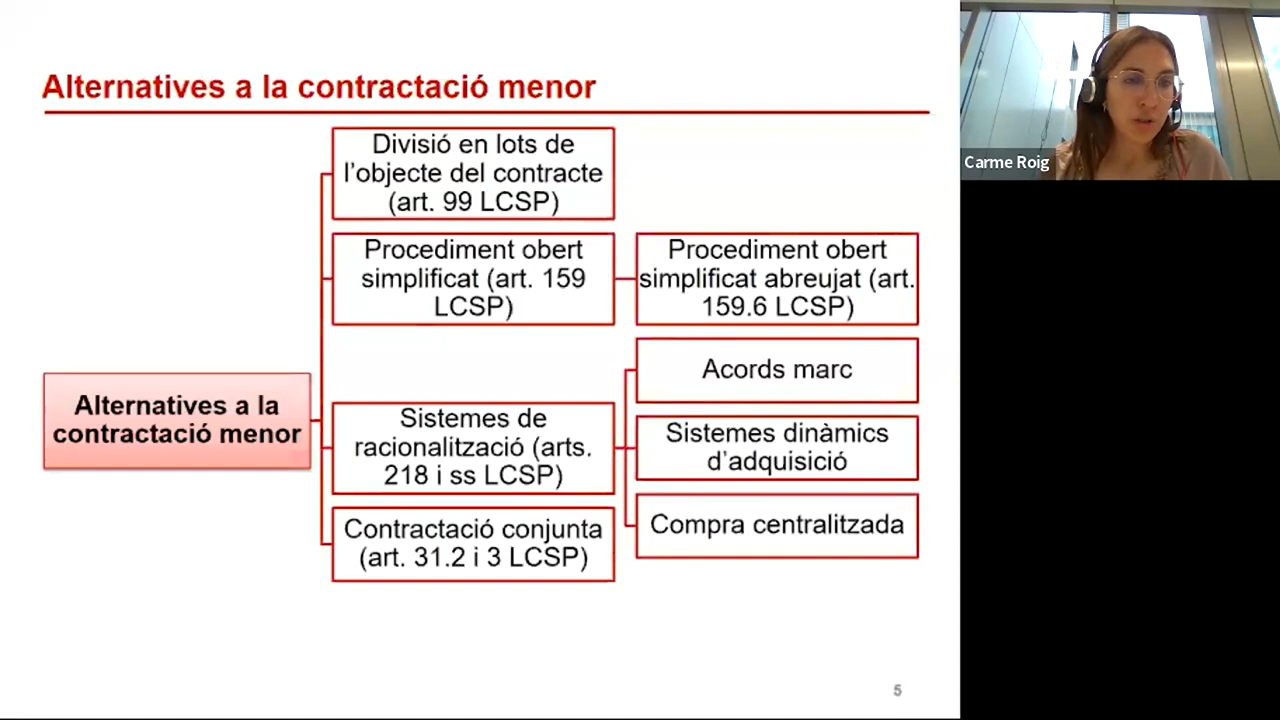 Alternatives a la contractació menor
Divisió en lots de
l'objecte del contracte
(art. 99 LCSP)
Procediment obert
simplificat (art. 159
LCSP)
Procediment obert
simplificat abreujat (art.
159.6 LCSP)
Alternatives a la
contractació menor
Sistemes de
racionalització (arts.
218 i ss LCSP)
Acords marc
Sistemes dinàmics
d'adquisició
Compra centralitzada
Contractació conjunta
(art. 31.2 i 3 LCSP)
5
Carme Roig